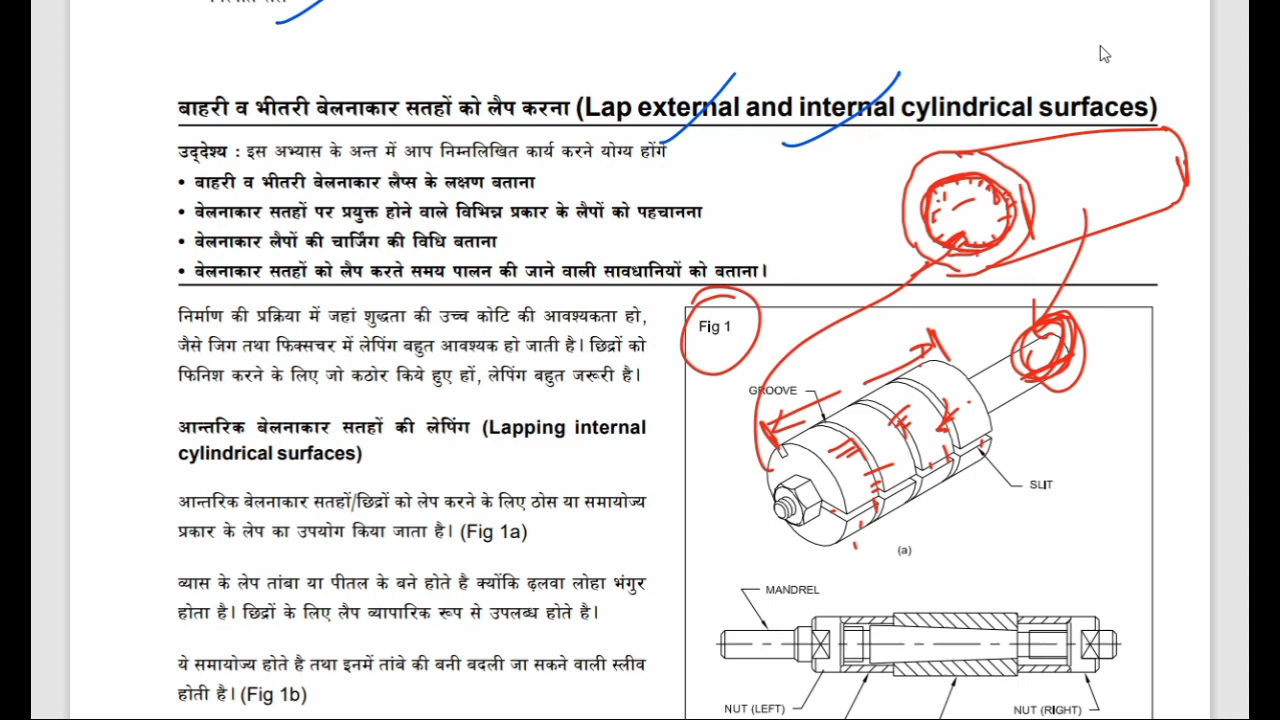 बाहरी व भीतरी बेलनाकार सतहों को लैप करना (Lap external and internal cylindrical surfaces)
उद्देश्य : इस अभ्यास के अन्त में आप निम्नलिखित कार्य करने योग्य होंगे
• बाहरी व भीतरी बेलनाकार लैप्स के लक्षण बताना
• बेलनाकार सतहों पर प्रयुक्त होने वाले विभिन्न प्रकार के लैपों को पहचानना
• बेलनाकार लैपों की चार्जिंग की विधि बताना
• बेलनाकार सतहों को लैप करते समय पालन की जाने वाली सावधानियों को बताना।
निर्माण की प्रक्रिया में जहां शुद्धता की उच्च कोटि की आवश्यकता हो,
जैसे जिग तथा फिक्सचर में लेपिंग बहुत आवश्यक हो जाती है। छिद्रों को
फिनिश करने के लिए जो कठोर किये हुए हों, लेपिंग बहुत जरूरी है।
आन्तरिक बेलनाकार सतहों की लेपिंग (Lapping internal
cylindrical surfaces)
आन्तरिक बेलनाकार सतहों/छिद्रों को लेप करने के लिए ठोस या समायोज्य
प्रकार के लेप का उपयोग किया जाता है। (Fig 1a)
व्यास के लेप तांबा या पीतल के बने होते है क्योंकि ढ़लवा लोहा भंगुर
होता है। छिद्रों के लिए लैप व्यापारिक रूप से उपलब्ध होते है।
ये समायोज्य होते है तथा इनमें तांबे की बनी बदली जा सकने वाली स्लीव
होती है। (Fig 1b)
Fig 1
GROOVE
SLIT
(a)
MANDREL
NUT (LEFT)
NUT (RIGHT)